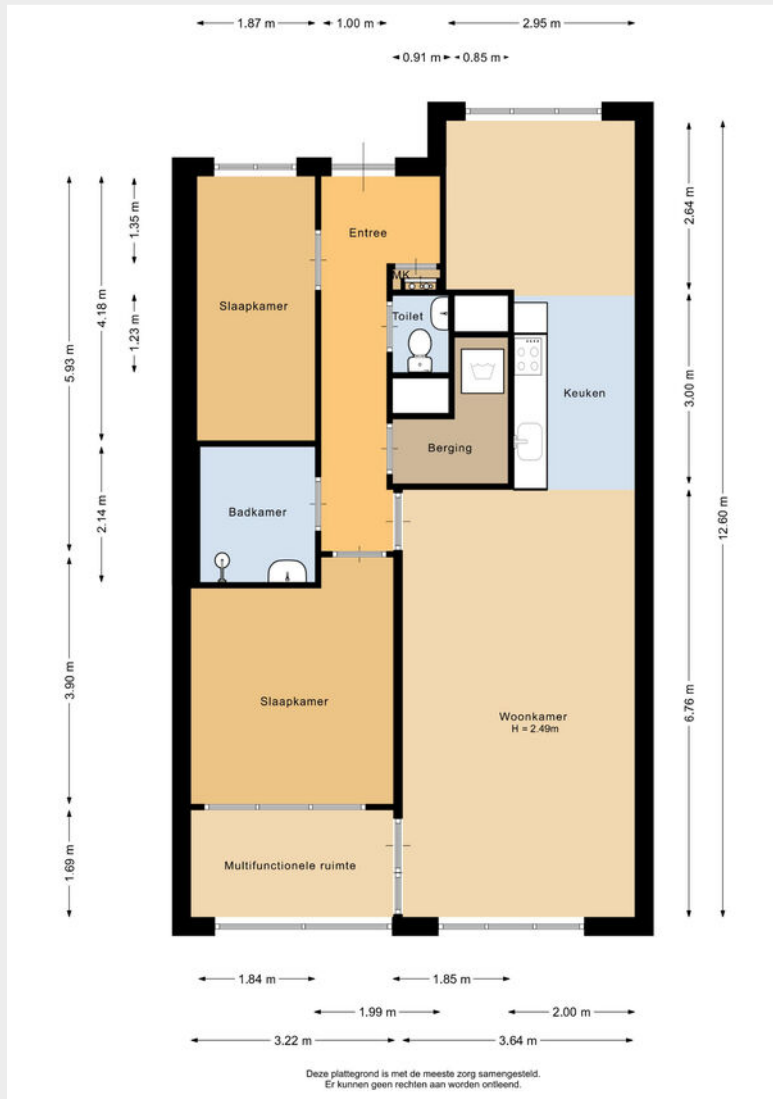 1.87 m
1.00 m
2.95 m
0.91 m
0.85 m
Entree
MK
Slaapkamer
Toilet
Keuken
Berging
Badkamer
Slaapkamer
Woonkamer
H = 2.49m
Multifunctionele ruimte
5.93 m
4.18 m
1.35 m
1.23 m
2.14 m
3.90 m
1.69 m
2.64 m
3.00 m
12.60 m
6.76 m
1.84 m
1.85 m
1.99 m
2.00 m
3.22 m
3.64 m
Deze plattegrond is met de meeste zorg samengesteld.
Er kunnen geen rechten aan worden ontleend.